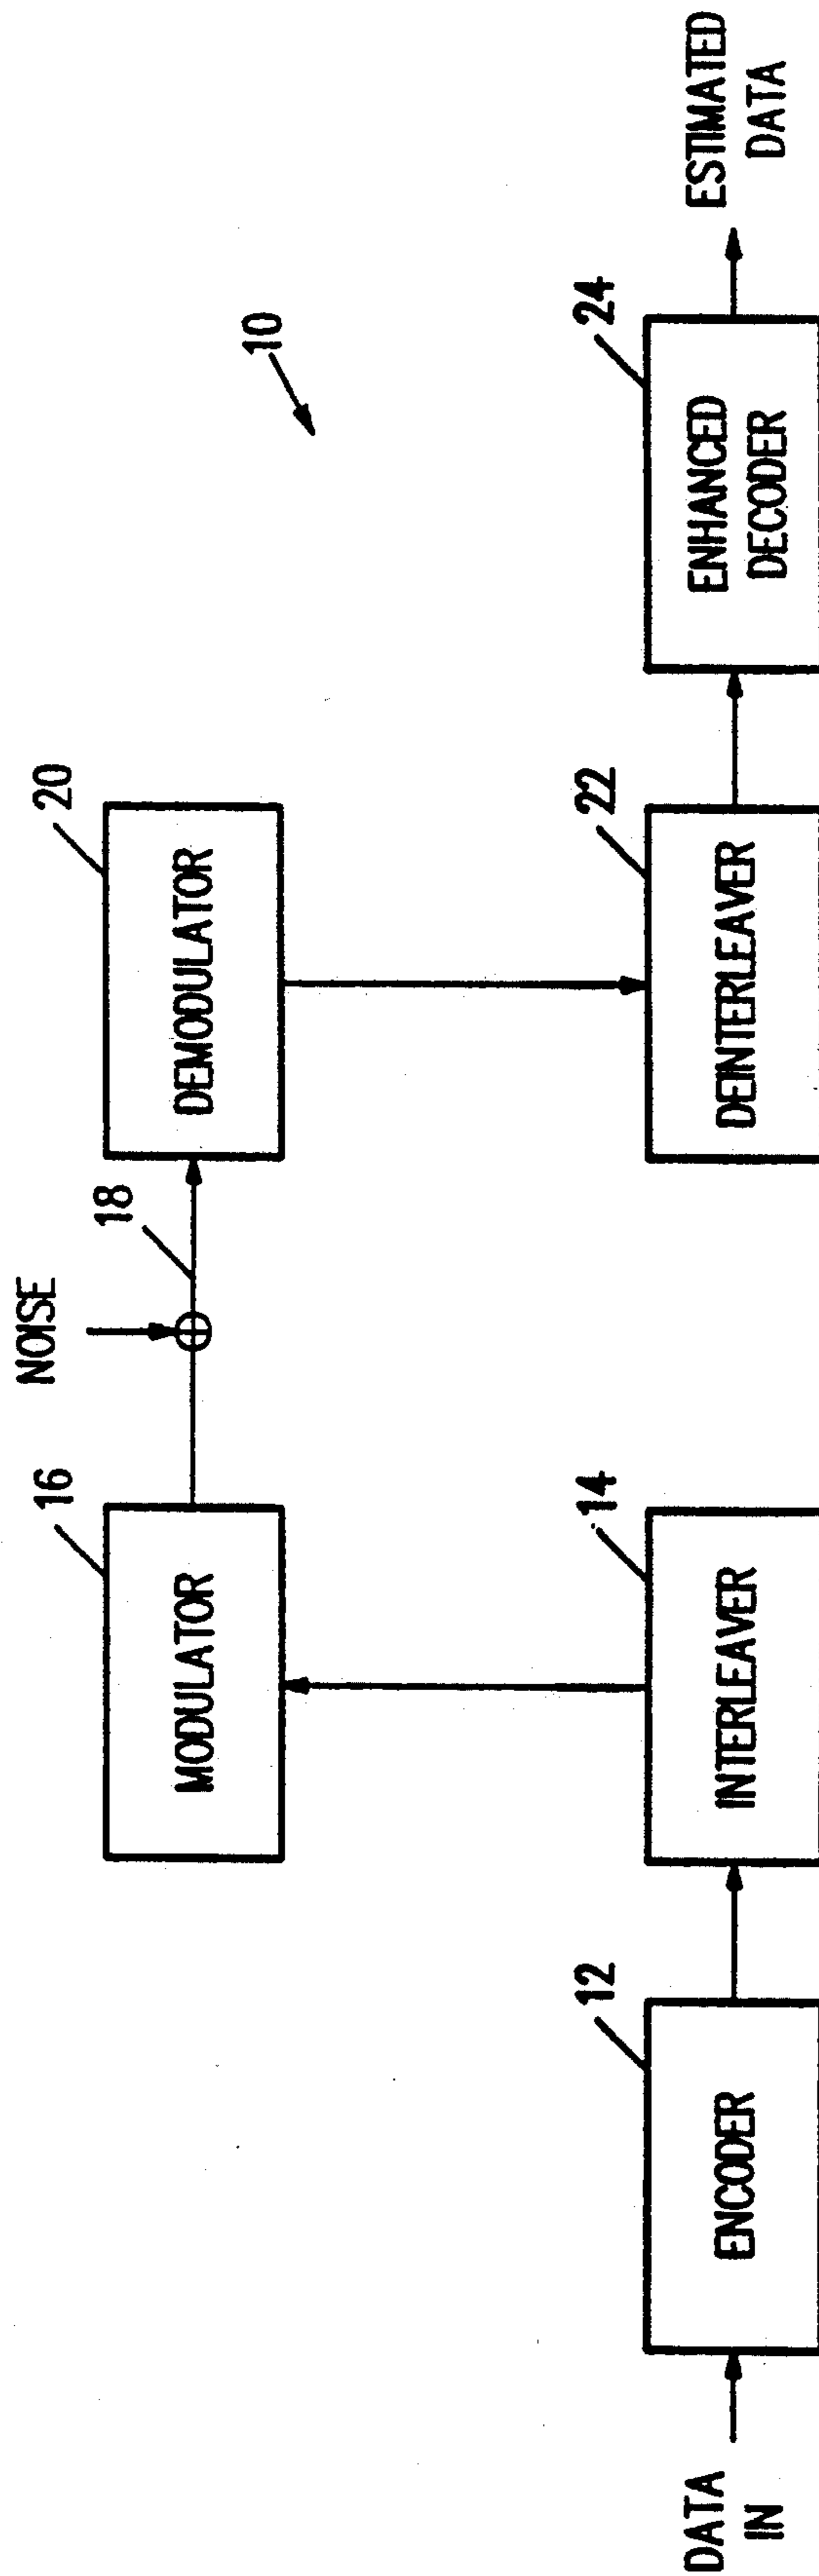 NOISE
16
18
20
MODULATOR
DEMODULATOR
10
DATA
IN
12
ENCODER
14
INTERLEAVER
22
DEINTERLEAVER
24
ENHANCED
DECODER
ESTIMATED
DATA